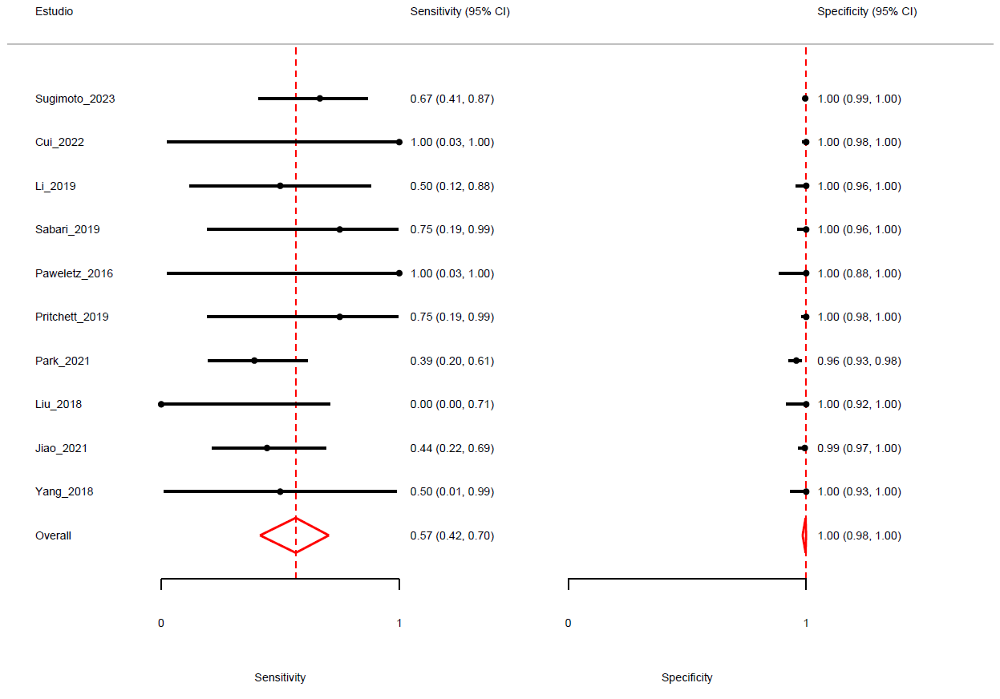 Estudio Sensitivity (95% CI) Specificity (95% CI)
Sugimoto_2023 0.67 (0.41, 0.87) 1.00 (0.99, 1.00)
Cui_2022 1.00 (0.03, 1.00) 1.00 (0.98, 1.00)
Li_2019 0.50 (0.12, 0.88) 1.00 (0.96, 1.00)
Sabari_2019 0.75 (0.19, 0.99) 1.00 (0.96, 1.00)
Paweletz_2016 1.00 (0.03, 1.00) 1.00 (0.88, 1.00)
Pritchett_2019 0.75 (0.19, 0.99) 1.00 (0.98, 1.00)
Park_2021 0.39 (0.20, 0.61) 0.96 (0.93, 0.98)
Liu_2018 0.00 (0.00, 0.71) 1.00 (0.92, 1.00)
Jiao_2021 0.44 (0.22, 0.69) 0.99 (0.97, 1.00)
Yang_2018 0.50 (0.01, 0.99) 1.00 (0.93, 1.00)
Overall 0.57 (0.42, 0.70) 1.00 (0.98, 1.00)
0 1 0 1
Sensitivity Specificity